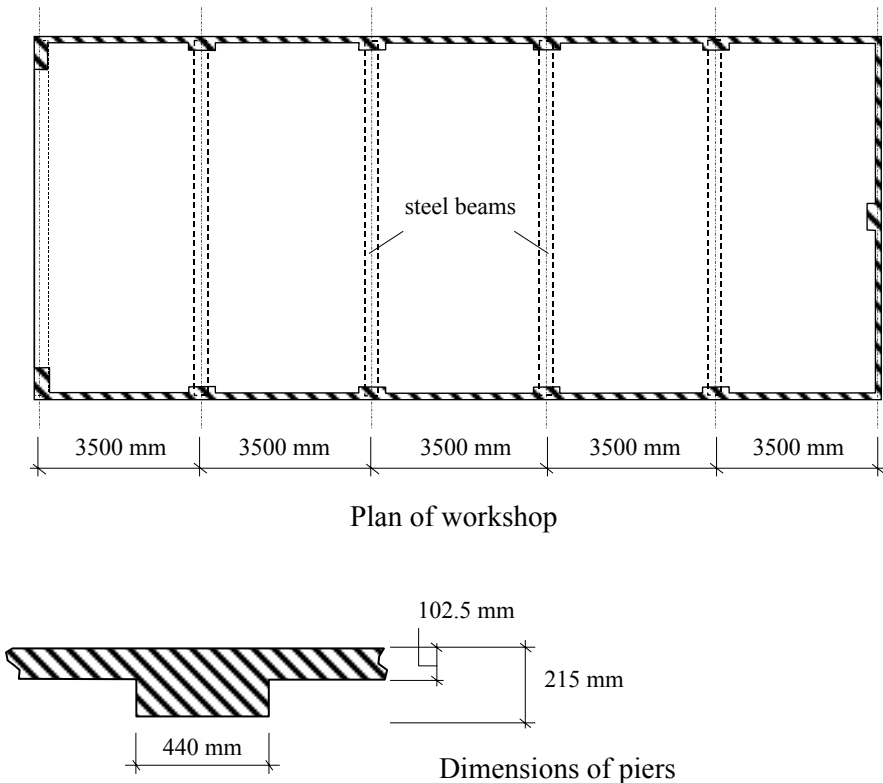 steel beams
3500 mm 3500 mm 3500 mm 3500 mm 3500 mm
Plan of workshop
102.5 mm
215 mm
440 mm
Dimensions of piers